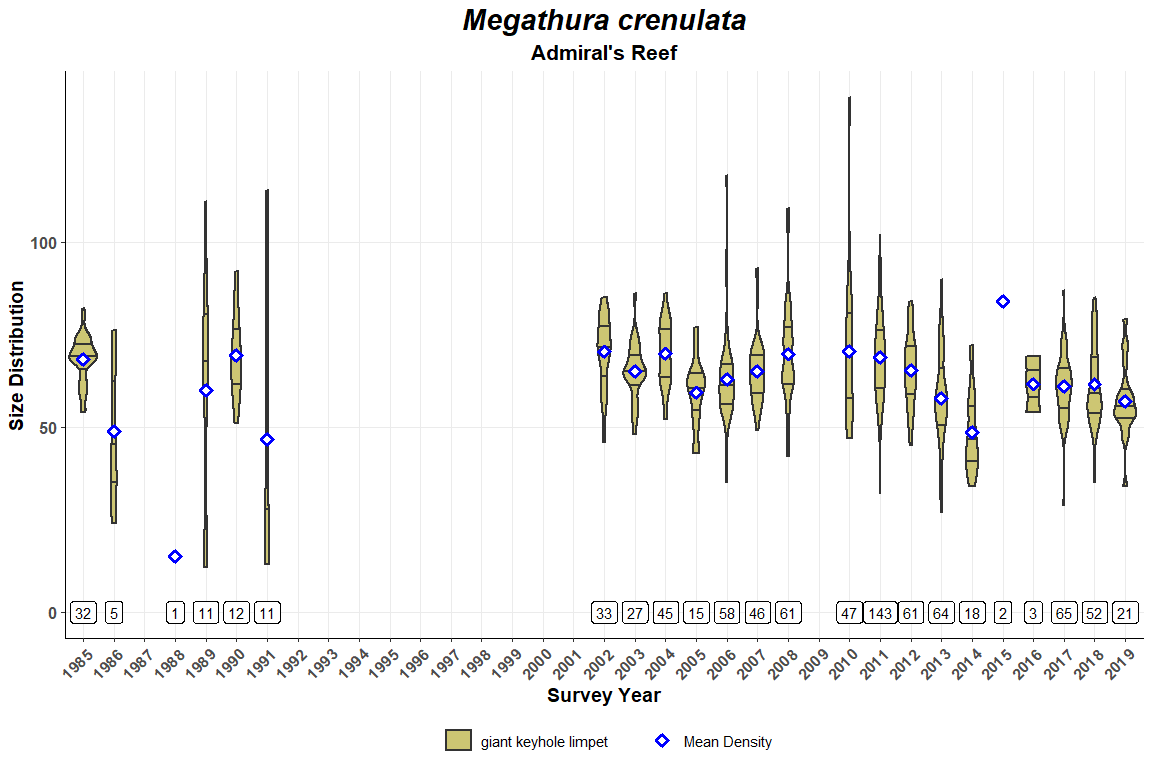 Megathura crenulata
Admiral's Reef
Size Distribution
100
50
0
32 5 1 11 12 11 33 27 45 15 58 46 61 47 143 61 64 18 2 3 65 52 21
1985 1986 1987 1988 1989 1990 1991 1992 1993 1994 1995 1996 1997 1998 1999 2000 2001 2002 2003 2004 2005 2006 2007 2008 2009 2010 2011 2012 2013 2014 2015 2016 2017 2018 2019
Survey Year
giant keyhole limpet Mean Density